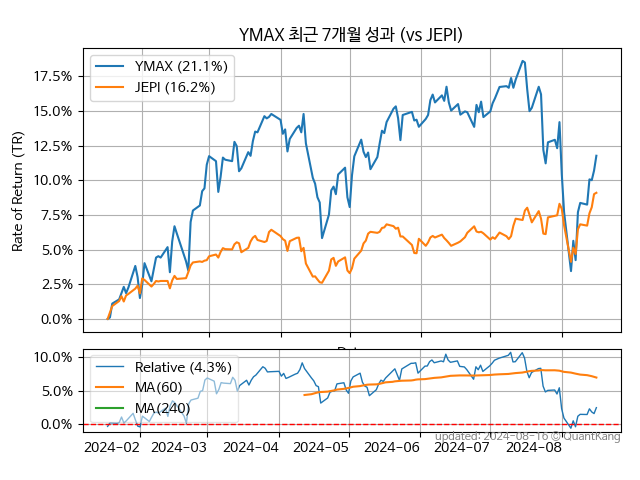 YMAX 최근 7개월 성과 (vs JEPI)
Rate of Return (TR)
17.5%
15.0%
12.5%
10.0%
7.5%
5.0%
2.5%
0.0%
YMAX (21.1%)
JEPI (16.2%)
10.0%
5.0%
0.0%
Relative (4.3%)
MA(60)
MA(240)
2024-02 2024-03 2024-04 2024-05 2024-06 2024-07 2024-08
updated: 2024-08-16 © QuantKang